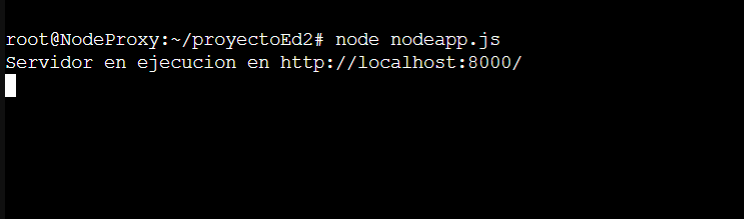 root@NodeProxy:~/proyectoEd2# node nodeapp.js
Servidor en ejecucion en http://localhost:8000/